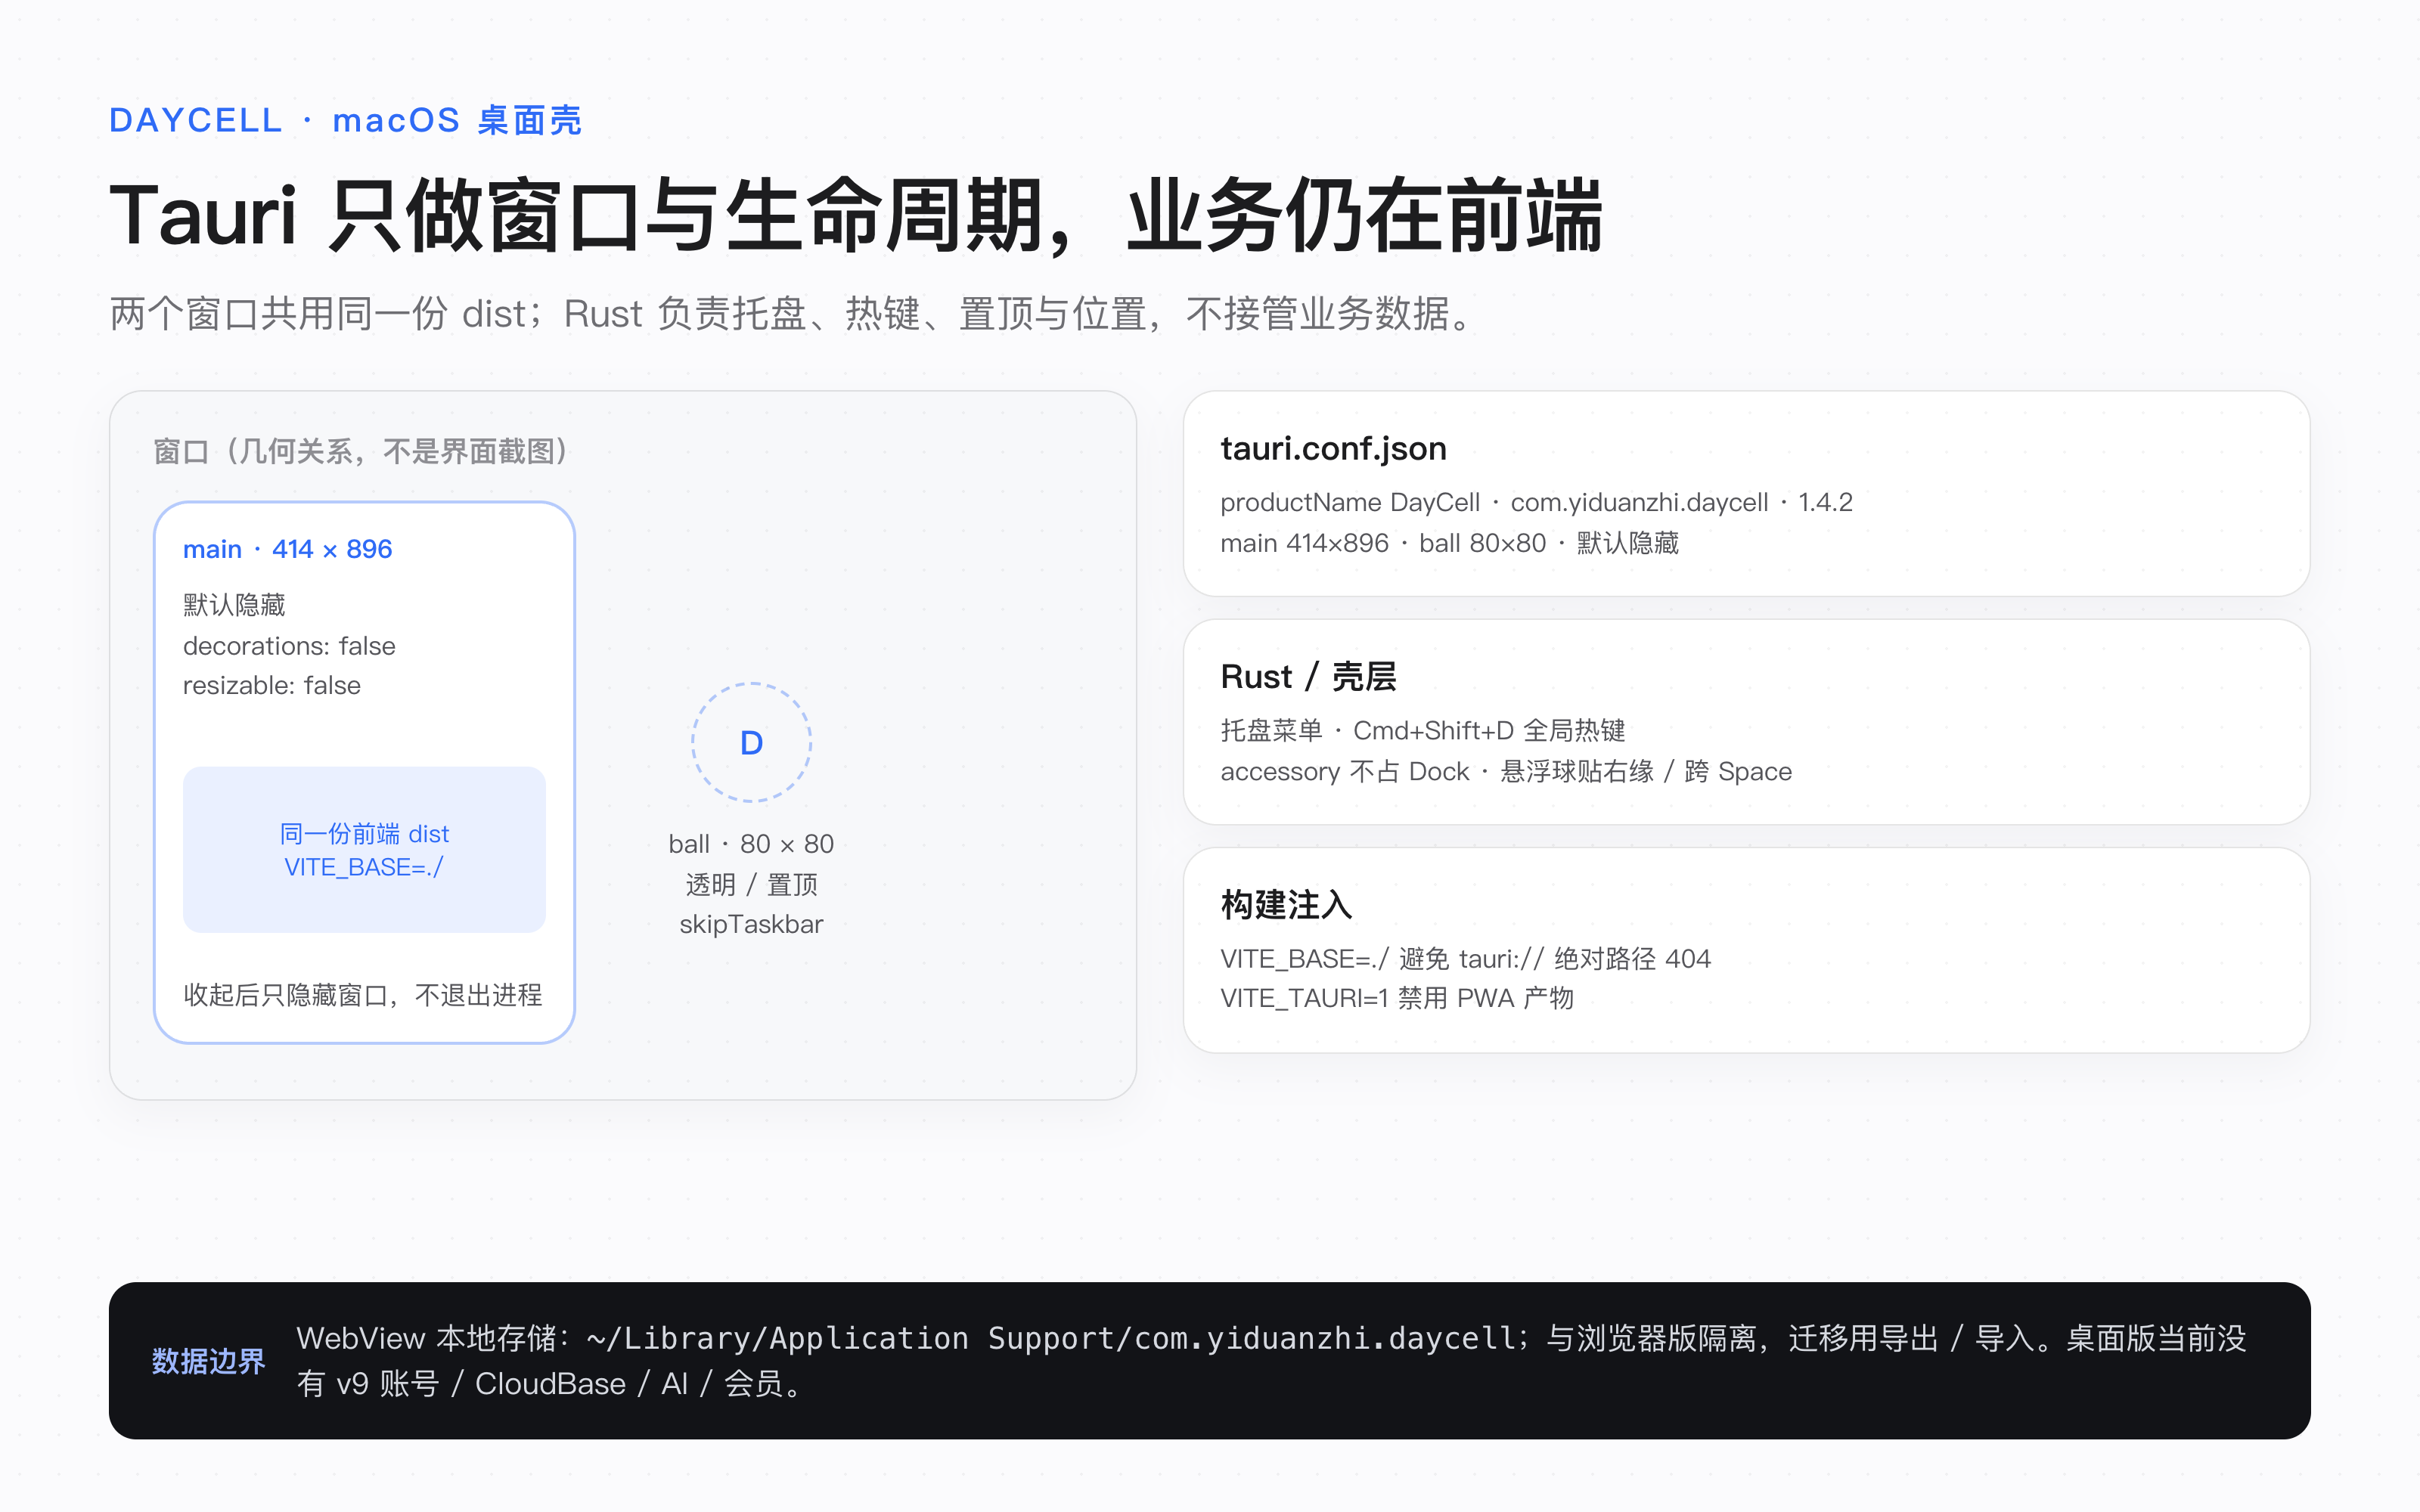 DAYCELL · macOS 桌面壳
Tauri 只做窗口与生命周期，业务仍在前端
两个窗口共用同一份 dist；Rust 负责托盘、热键、置顶与位置，不接管业务数据。
窗口（几何关系，不是界面截图）
main · 414 × 896
默认隐藏
decorations: false
resizable: false
同一份前端 dist
VITE_BASE=./
收起后只隐藏窗口，不退出进程
D
ball · 80 × 80
透明 / 置顶
skipTaskbar
tauri.conf.json
productName DayCell · com.yiduanzhi.daycell · 1.4.2
main 414×896 · ball 80×80 · 默认隐藏
Rust / 壳层
托盘菜单 · Cmd+Shift+D 全局热键
accessory 不占 Dock · 悬浮球贴右缘 / 跨 Space
构建注入
VITE_BASE=./ 避免 tauri:// 绝对路径 404
VITE_TAURI=1 禁用 PWA 产物
数据边界
WebView 本地存储：~/Library/Application Support/com.yiduanzhi.daycell；与浏览器版隔离，迁移用导出 / 导入。桌面版当前没
有 v9 账号 / CloudBase / AI / 会员。